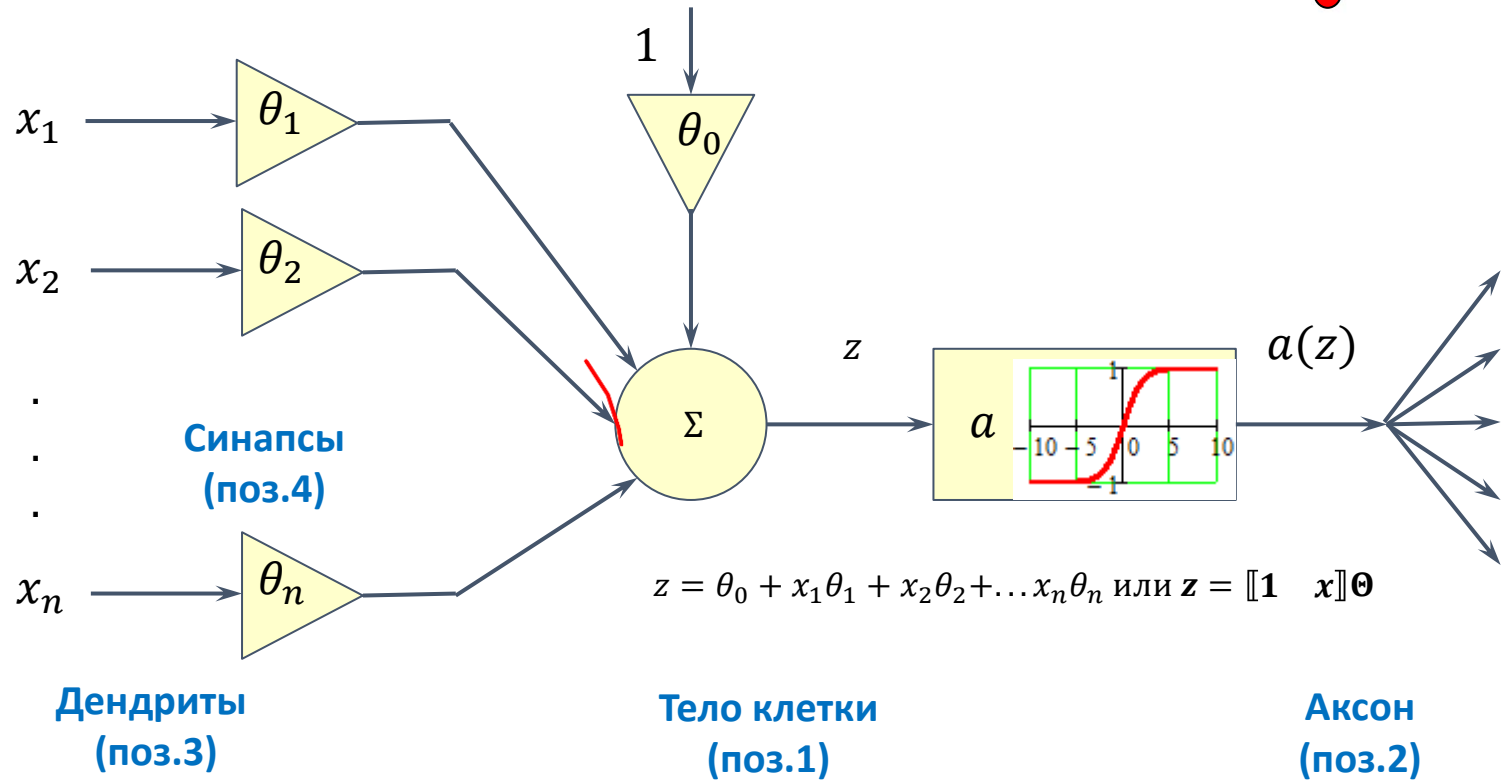 1
x₁
θ₁
θ₀
x₂
θ₂
z
a(z)
.
.
.
Синапсы
(поз.4)
Σ
a
1
-10 -5 0 5 10
-1
xₙ
θₙ
z = θ₀ + x₁θ₁ + x₂θ₂+…xₙθₙ или z = ⟦1 x⟧Θ
Дендриты
(поз.3)
Тело клетки
(поз.1)
Аксон
(поз.2)